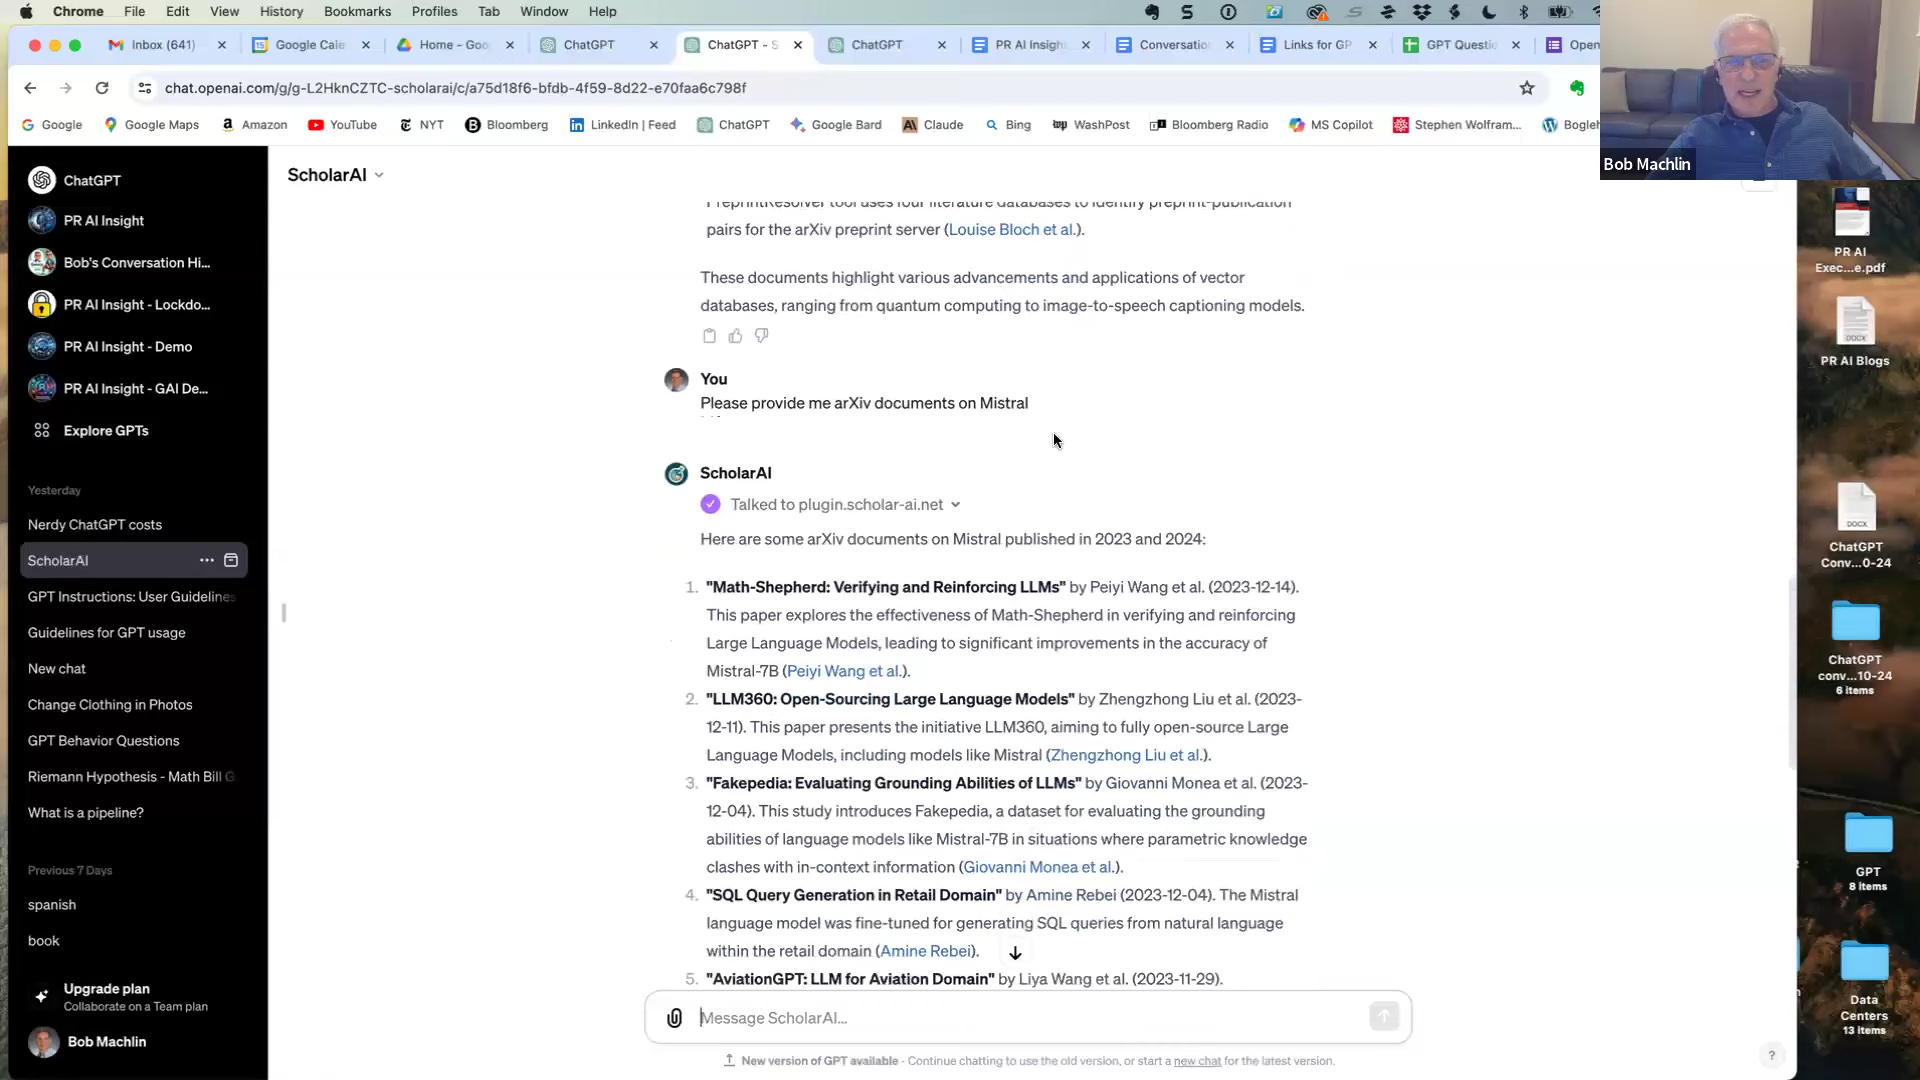 Chrome File Edit View History Bookmarks Profiles Tab Window Help
Inbox (641)
Google Cale
Home - Goo
ChatGPT
ChatGPT - S
ChatGPT
PR AI Insigh
Conversatio
Links for GP
GPT Questi
Open
chat.openai.com/g/g-L2HknCZTC-scholarai/c/a75d18f6-bfdb-4f59-8d22-e70faa6c798f
Google
Google Maps
Amazon
YouTube
NYT
Bloomberg
LinkedIn | Feed
ChatGPT
Google Bard
Claude
Bing
WashPost
Bloomberg Radio
MS Copilot
Stephen Wolfram...
Bogleh
Bob Machlin
ChatGPT
PR AI Insight
Bob's Conversation Hi...
PR AI Insight - Lockdo...
PR AI Insight - Demo
PR AI Insight - GAI De...
Explore GPTs
Yesterday
Nerdy ChatGPT costs
ScholarAI
GPT Instructions: User Guidelines
Guidelines for GPT usage
New chat
Change Clothing in Photos
GPT Behavior Questions
Riemann Hypothesis - Math Bill G
What is a pipeline?
Previous 7 Days
spanish
book
Upgrade plan
Collaborate on a Team plan
Bob Machlin
ScholarAI
PreprintResolver tool uses four literature databases to identify preprint-publication
pairs for the arXiv preprint server (Louise Bloch et al.).
These documents highlight various advancements and applications of vector
databases, ranging from quantum computing to image-to-speech captioning models.
You
Please provide me arXiv documents on Mistral
ScholarAI
Talked to plugin.scholar-ai.net
Here are some arXiv documents on Mistral published in 2023 and 2024:
1. "Math-Shepherd: Verifying and Reinforcing LLMs" by Peiyi Wang et al. (2023-12-14).
This paper explores the effectiveness of Math-Shepherd in verifying and reinforcing
Large Language Models, leading to significant improvements in the accuracy of
Mistral-7B (Peiyi Wang et al.).
2. "LLM360: Open-Sourcing Large Language Models" by Zhengzhong Liu et al. (2023-
12-11). This paper presents the initiative LLM360, aiming to fully open-source Large
Language Models, including models like Mistral (Zhengzhong Liu et al.).
3. "Fakepedia: Evaluating Grounding Abilities of LLMs" by Giovanni Monea et al. (2023-
12-04). This study introduces Fakepedia, a dataset for evaluating the grounding
abilities of language models like Mistral-7B in situations where parametric knowledge
clashes with in-context information (Giovanni Monea et al.).
4. "SQL Query Generation in Retail Domain" by Amine Rebei (2023-12-04). The Mistral
language model was fine-tuned for generating SQL queries from natural language
within the retail domain (Amine Rebei).
5. "AviationGPT: LLM for Aviation Domain" by Liya Wang et al. (2023-11-29).
Message ScholarAI...
New version of GPT available - Continue chatting to use the old version, or start a new chat for the latest version.
?
PR AI
Exec...e.pdf
DOCX
PR AI Blogs
DOCX
ChatGPT
Conv...0-24
ChatGPT
conv...10-24
6 items
GPT
8 items
Data
Centers
13 items